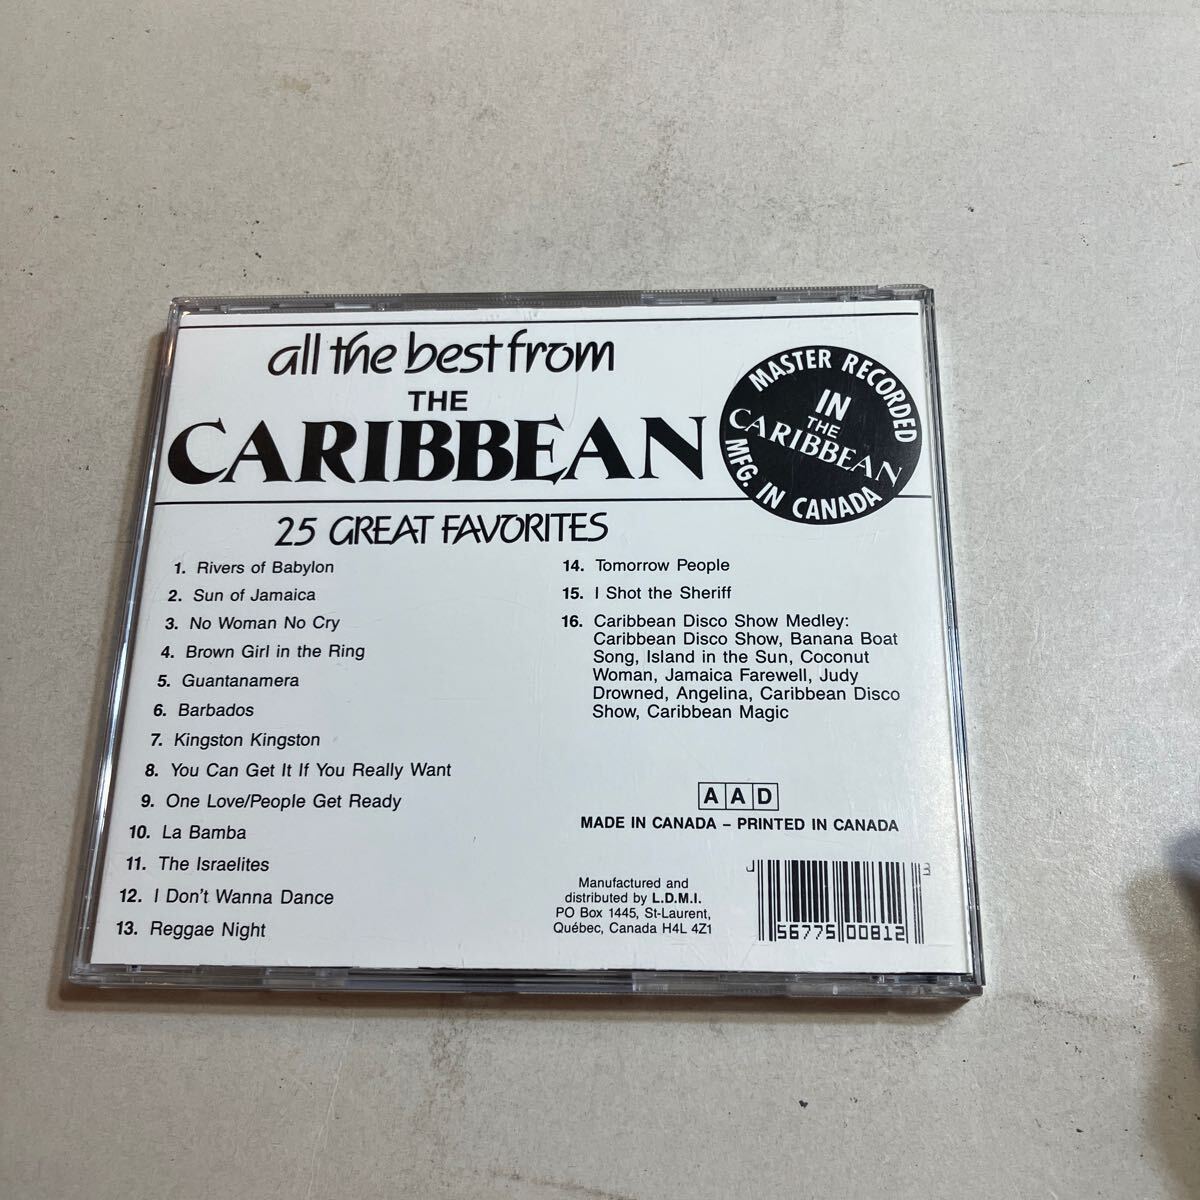 all the best from
THE
CARIBBEAN
MASTER RECORDED
IN
THE
CARIBBEAN
MFG. IN CANADA
25 GREAT FAVORITES
1. Rivers of Babylon
2. Sun of Jamaica
3. No Woman No Cry
4. Brown Girl in the Ring
5. Guantanamera
6. Barbados
7. Kingston Kingston
8. You Can Get It If You Really Want
9. One Love/People Get Ready
10. La Bamba
11. The Israelites
12. I Don't Wanna Dance
13. Reggae Night
14. Tomorrow People
15. I Shot the Sheriff
16. Caribbean Disco Show Medley:
Caribbean Disco Show, Banana Boat
Song, Island in the Sun, Coconut
Woman, Jamaica Farewell, Judy
Drowned, Angelina, Caribbean Disco
Show, Caribbean Magic
A A D
MADE IN CANADA – PRINTED IN CANADA
Manufactured and
distributed by L.D.M.I.
PO Box 1445, St-Laurent,
Québec, Canada H4L 4Z1
56775 00812